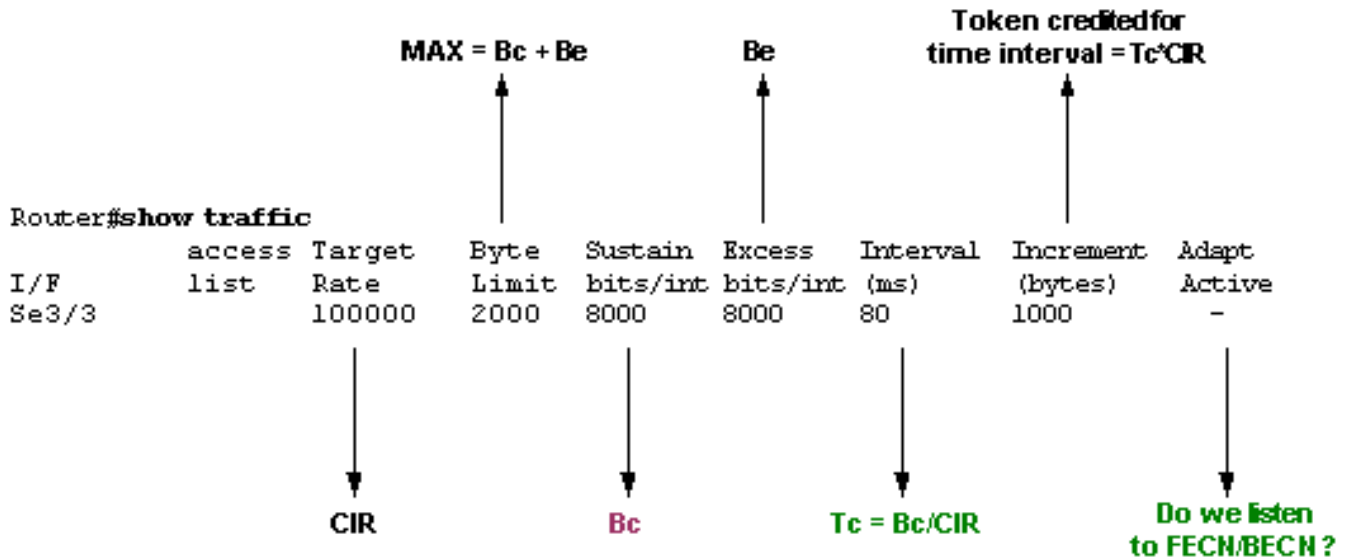 Token credited for
time interval = Tc*CIR
MAX = Bc + Be
Be
Router#show traffic
access Target Byte Sustain Excess Interval Increment Adapt
I/F list Rate Limit bits/int bits/int (ms) (bytes) Active
Se3/3 100000 2000 8000 8000 80 1000 -
CIR
Bc
Tc = Bc/CIR
Do we listen
to FECN/BECN ?